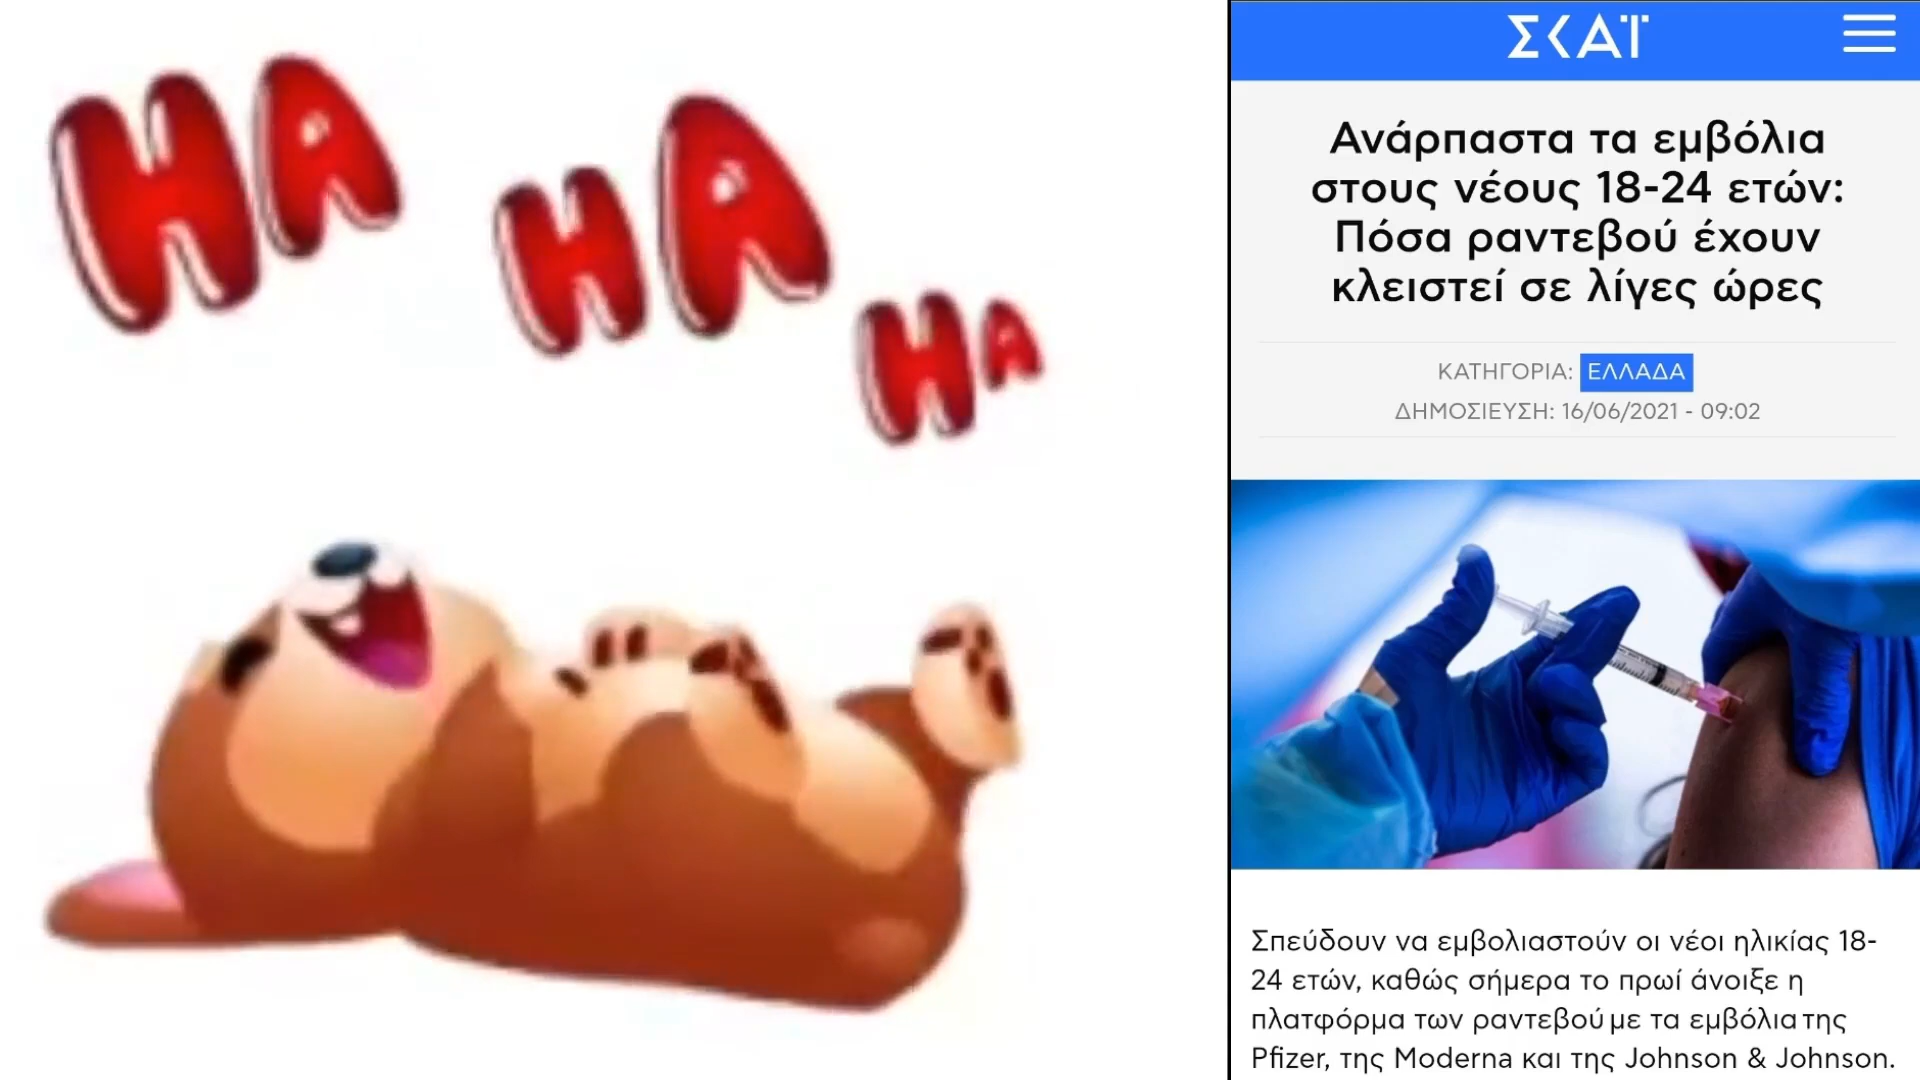 HA HA HA
ΣΚΑΪ
Ανάρπαστα τα εμβόλια
στους νέους 18-24 ετών:
Πόσα ραντεβού έχουν
κλειστεί σε λίγες ώρες
ΚΑΤΗΓΟΡΙΑ: ΕΛΛΑΔΑ
ΔΗΜΟΣΙΕΥΣΗ: 16/06/2021 - 09:02
Σπεύδουν να εμβολιαστούν οι νέοι ηλικίας 18-
24 ετών, καθώς σήμερα το πρωί άνοιξε η
πλατφόρμα των ραντεβού με τα εμβόλια της
Pfizer, της Moderna και της Johnson & Johnson.